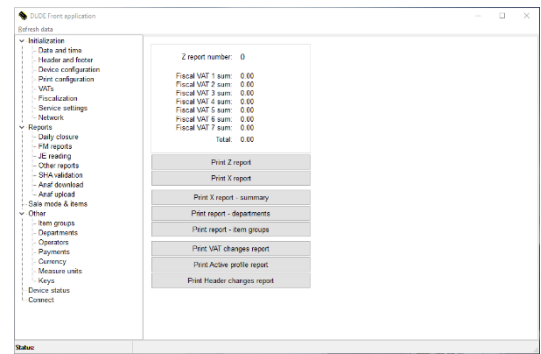 DUDE Front application
Refresh data
Initialization
Date and time
Header and footer
Device configuration
Print configuration
VATs
Fiscalization
Service settings
Network
Reports
Daily closure
FM reports
JE reading
Other reports
SHA validation
Anaf download
Anaf upload
Sale mode & items
Other
Item groups
Departments
Operators
Payments
Currency
Measure units
Keys
Device status
Connect
Z report number: 0
Fiscal VAT 1 sum: 0.00
Fiscal VAT 2 sum: 0.00
Fiscal VAT 3 sum: 0.00
Fiscal VAT 4 sum: 0.00
Fiscal VAT 5 sum: 0.00
Fiscal VAT 6 sum: 0.00
Fiscal VAT 7 sum: 0.00
Total: 0.00
Print Z report
Print X report
Print X report - summary
Print report - departments
Print report - item groups
Print VAT changes report
Print Active profile report
Print Header changes report
Status: